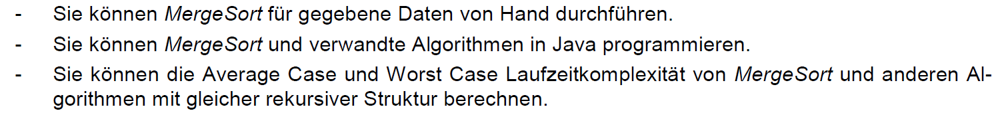 - Sie können MergeSort für gegebene Daten von Hand durchführen.
- Sie können MergeSort und verwandte Algorithmen in Java programmieren.
- Sie können die Average Case und Worst Case Laufzeitkomplexität von MergeSort und anderen Al-
gorithmen mit gleicher rekursiver Struktur berechnen.